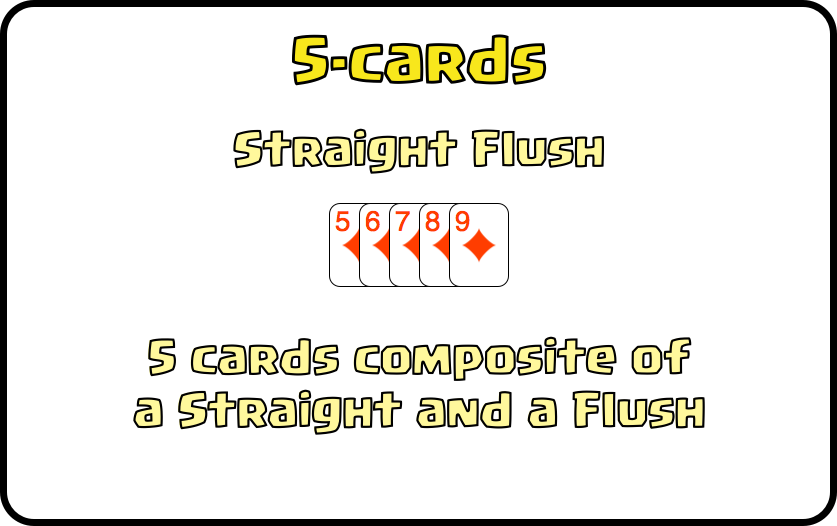 5-cards
Straight Flush
5 6 7 8 9
5 cards composite of
a Straight and a Flush